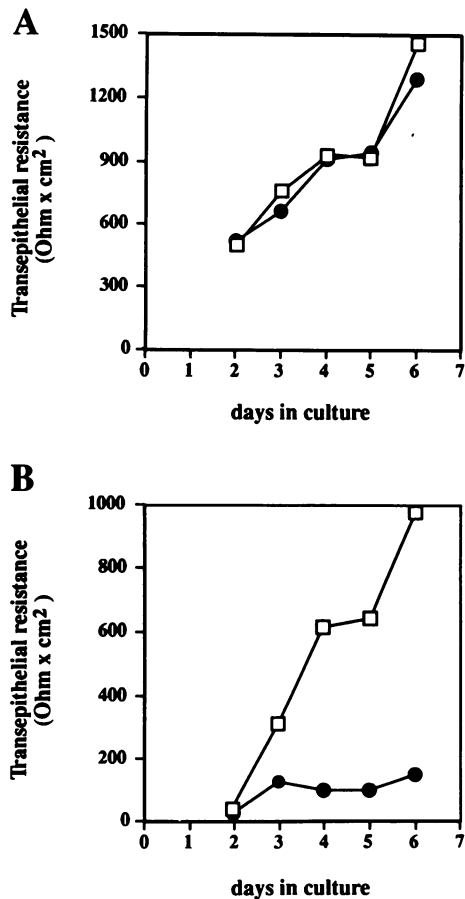 A
Transepithelial resistance
(Ohm x cm2)
1500
1200
900
600
300
0
0 1 2 3 4 5 6 7
days in culture
B
Transepithelial resistance
(Ohm x cm2 )
1000
800
600
400
200
0
0 1 2 3 4 5 6 7
days in culture